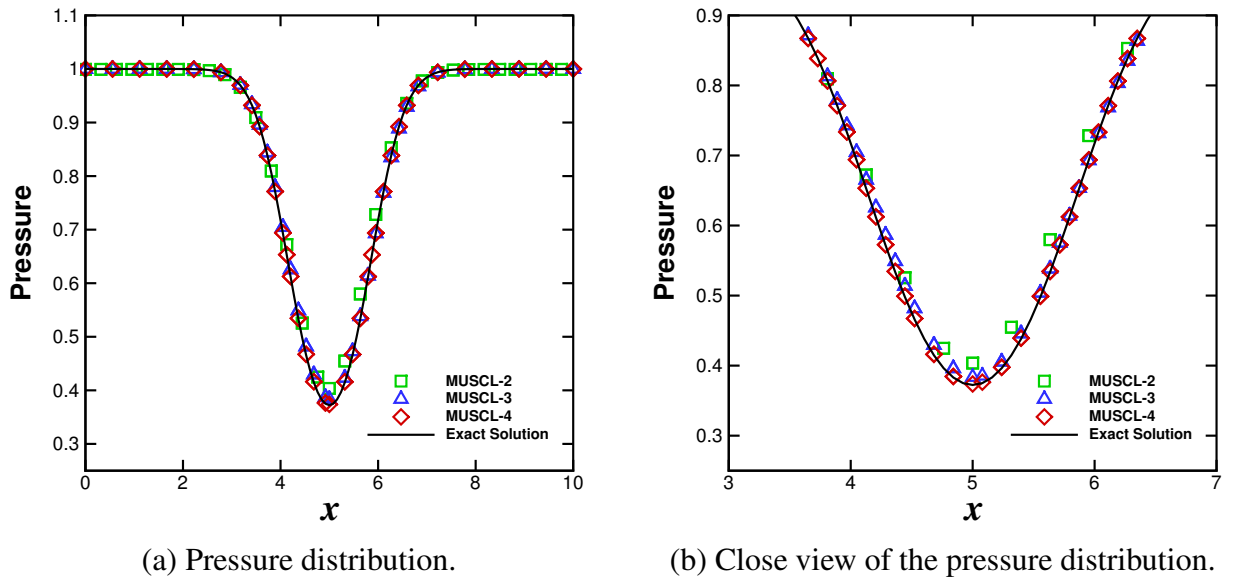 1.1
1
0.9
0.8
0.7
0.6
0.5
0.4
0.3
Pressure
MUSCL-2
MUSCL-3
MUSCL-4
Exact Solution
0 2 4 6 8 10
x
(a) Pressure distribution.
0.9
0.8
0.7
0.6
0.5
0.4
0.3
Pressure
MUSCL-2
MUSCL-3
MUSCL-4
Exact Solution
3 4 5 6 7
x
(b) Close view of the pressure distribution.